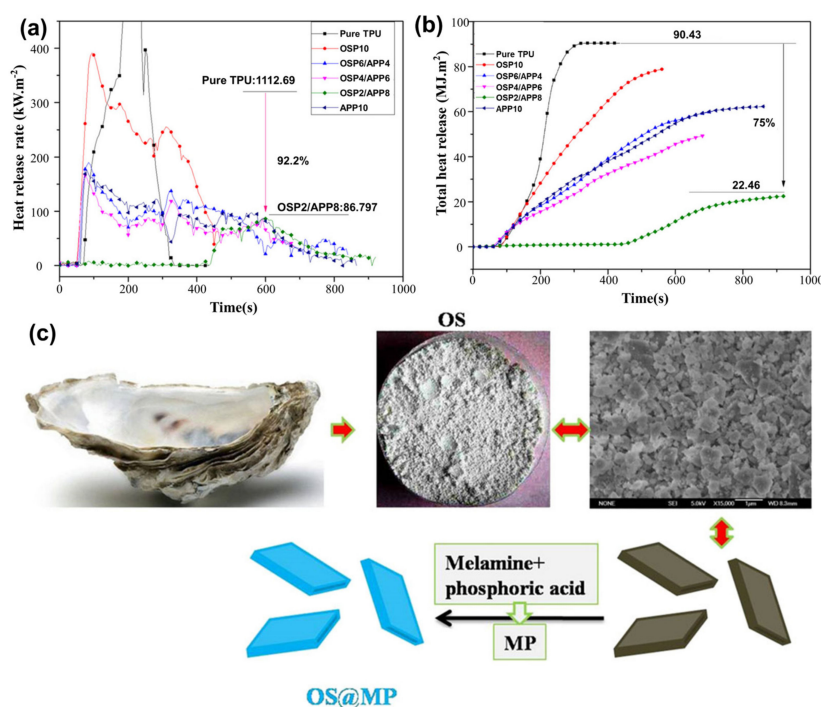 (a)
Heat release rate (kW.m⁻²)
400
300
200
100
0
Pure TPU
OSP10
OSP6/APP4
OSP4/APP6
OSP2/APP8
APP10
Pure TPU:1112.69
92.2%
OSP2/APP8:86.797
0
200
400
600
800
1000
Time(s)
(b)
Total heat release (MJ.m²)
100
80
60
40
20
0
Pure TPU
OSP10
OSP6/APP4
OSP4/APP6
OSP2/APP8
APP10
90.43
75%
22.46
0
200
400
600
800
1000
Time(s)
(c)
OS
NONE SEI 5.0kV X15,000 1μm WD 8.3mm
Melamine+
phosphoric acid
MP
OS@MP